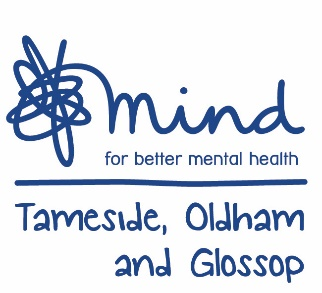 mind
for better mental health
Tameside, Oldham
and Glossop